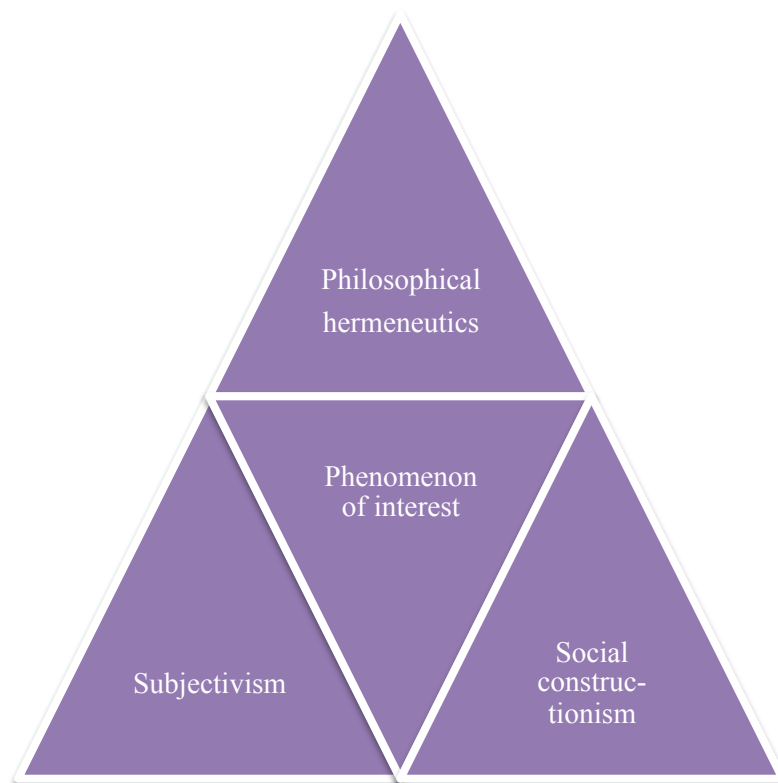 Philosophical
hermeneutics
Phenomenon
of interest
Subjectivism
Social
construc-
tionism